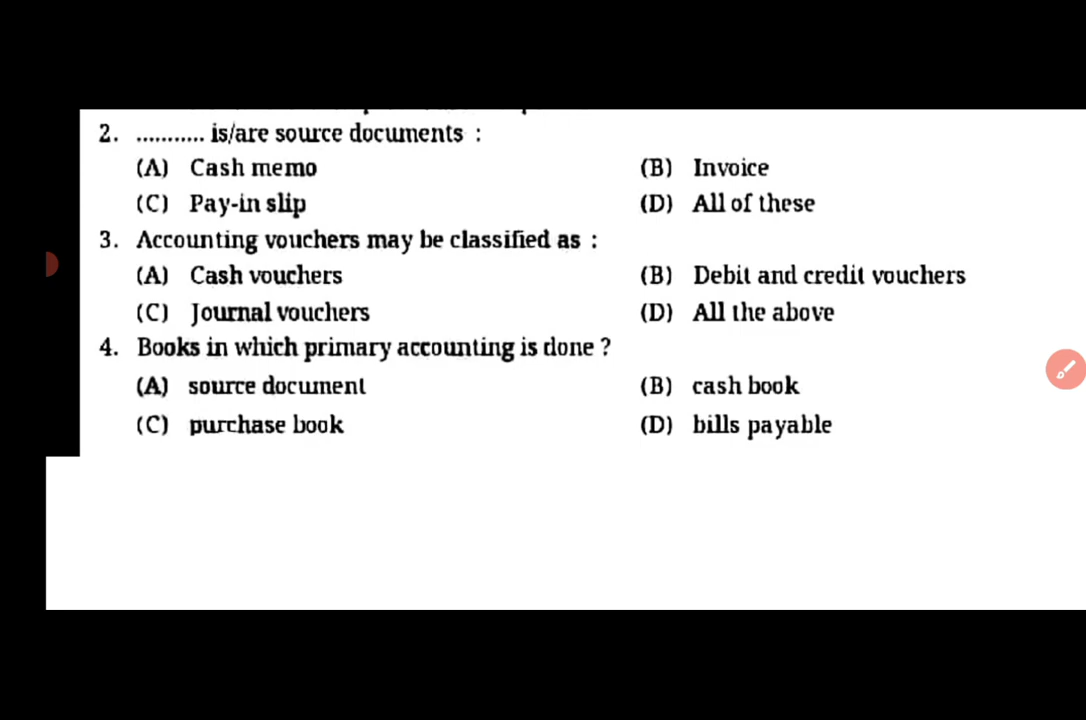 2. ........... is/are source documents :
(A) Cash memo (B) Invoice
(C) Pay-in slip (D) All of these
3. Accounting vouchers may be classified as :
(A) Cash vouchers (B) Debit and credit vouchers
(C) Journal vouchers (D) All the above
4. Books in which primary accounting is done ?
(A) source document (B) cash book
(C) purchase book (D) bills payable